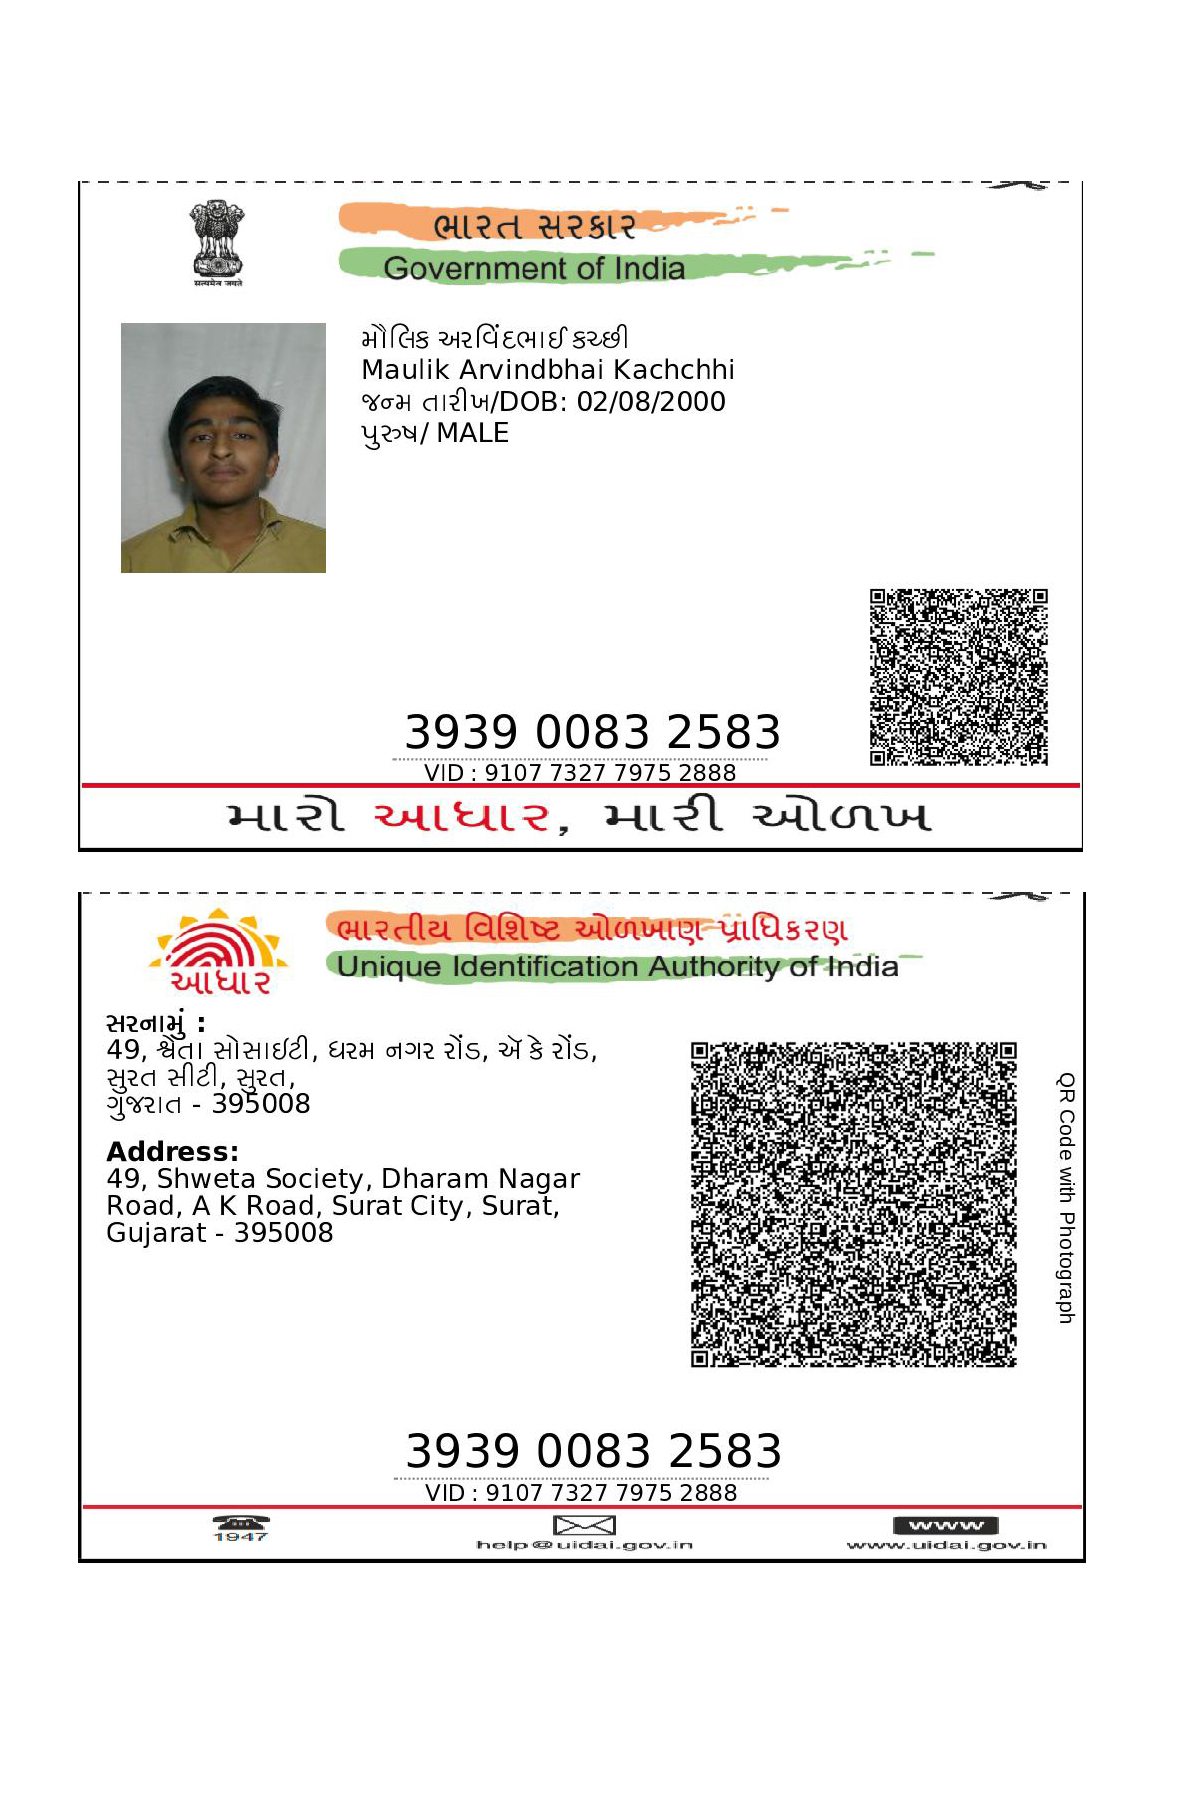 सत्यमेव जयते
ભારત સરકાર
Government of India
મૌલિક અરવિંદભાઈ કચ્છી
Maulik Arvindbhai Kachchhi
જન્મ તારીખ/DOB: 02/08/2000
પુરુષ/ MALE
3939 0083 2583
VID : 9107 7327 7975 2888
મારો આધાર, મારી ઓળખ
આધાર
ભારતીય વિશિષ્ટ ઓળખાણ પ્રાધિકરણ
Unique Identification Authority of India
સરનામું :
49, શ્વેતા સોસાઈટી, ધરમ નગર રોંડ, એ કે રોંડ,
સુરત સીટી, સુરત,
ગુજરાત - 395008
Address:
49, Shweta Society, Dharam Nagar
Road, A K Road, Surat City, Surat,
Gujarat - 395008
QR Code with Photograph
3939 0083 2583
VID : 9107 7327 7975 2888
1947
help@uidai.gov.in
www
www.uidai.gov.in